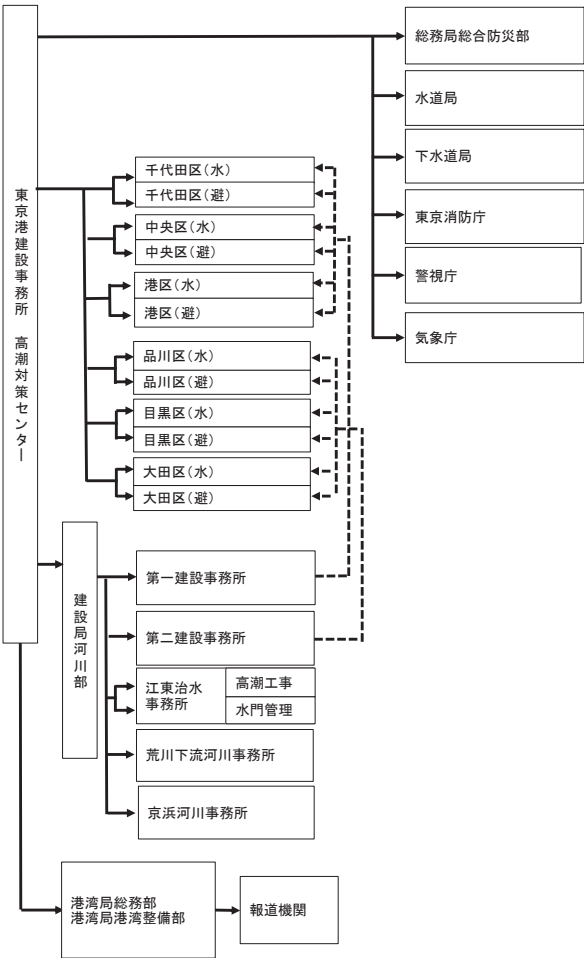 東京港建設事務所 高潮対策センター
総務局総合防災部
水道局
下水道局
東京消防庁
警視庁
気象庁
千代田区(水)
千代田区(避)
中央区(水)
中央区(避)
港区(水)
港区(避)
品川区(水)
品川区(避)
目黒区(水)
目黒区(避)
大田区(水)
大田区(避)
建設局河川部
第一建設事務所
第二建設事務所
江東治水
事務所
高潮工事
水門管理
荒川下流河川事務所
京浜河川事務所
港湾局総務部
港湾局港湾整備部
報道機関